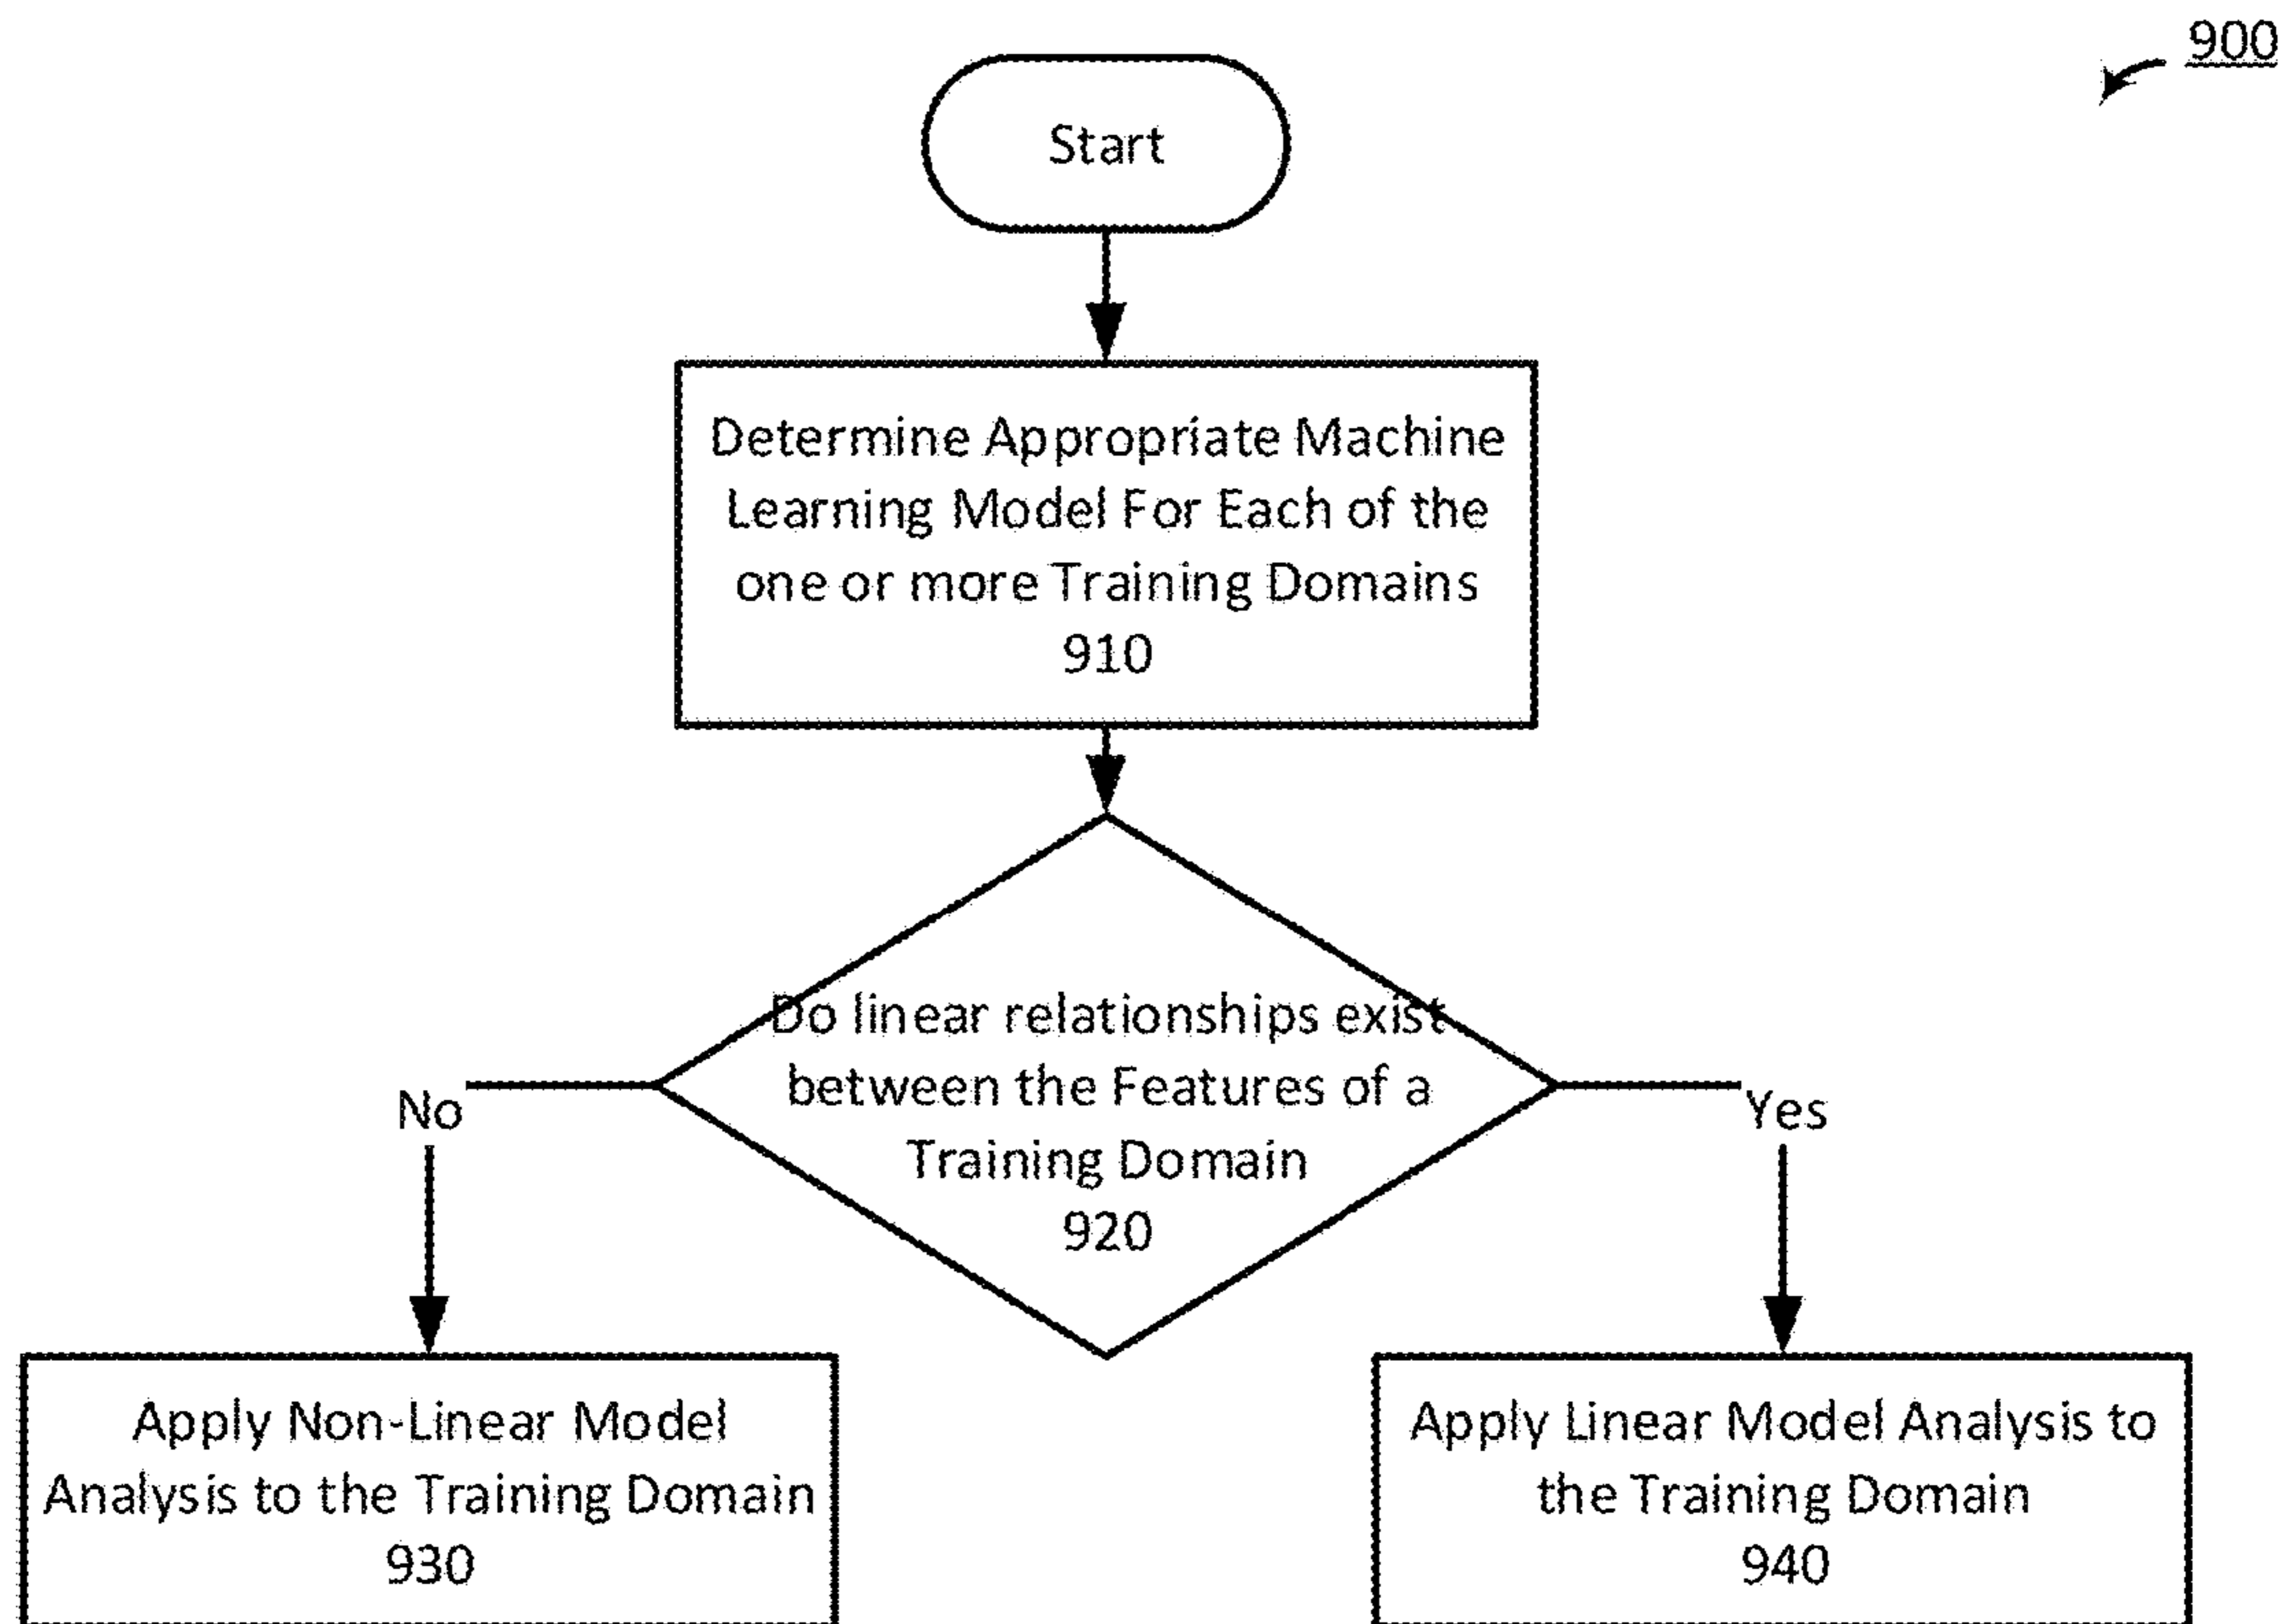 900
Start
Determine Appropriate Machine
Learning Model For Each of the
one or more Training Domains
910
Do linear relationships exist
between the Features of a
Training Domain
920
No
Yes
Apply Non-Linear Model
Analysis to the Training Domain
930
Apply Linear Model Analysis to
the Training Domain
940